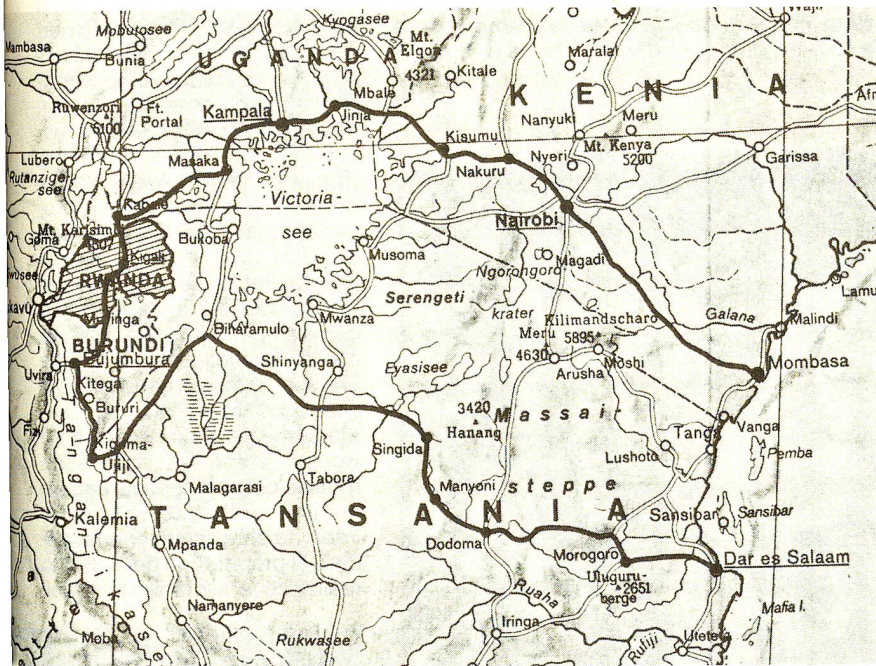 Wajir
Kyogasee
Mobutosee
Mambasa
Bunia
UGANDA
Mt.
Elgon
4321
Kitale
Maralal
KENIA
Ruwenzori
5100
Ft.
Portal
Kampala
Mbale
Jinja
Nanyuki
Meru
Mt. Kenya
5200
Kisumu
Nyeri
Garissa
Lubero
Rutanzige-
see
Masaka
Nakuru
Kabale
Victoria-
see
Nairobi
Mt. Karisimbi
4507
Goma
Kigali
Bukoba
Musoma
Magadi
Ngorongoro
krater
RWANDA
Serengeti
Lamu
Muyinga
Biharamulo
Mwanza
Meru
4630
Kilimandscharo
5895
Galana
Malindi
BURUNDI
Bujumbura
Uvira
Kitega
Shinyanga
Eyasisee
Arusha
Moshi
Mombasa
Bururi
Fizi
3420
Hanang
Massai-
steppe
Vanga
Tanga
Pemba
Kigoma-
Ujiji
Singida
Lushoto
Malagarasi
Tabora
Manyoni
Kalemia
TANSANIA
Sansibar
Sansibar
Mpanda
Dodoma
Morogoro
Dar es Salaam
Uluguru-
berge
2651
Ruaha
Namanyere
Moba
Rukwasee
Iringa
Mafia I.
Rufiji
Utete
Tanganjikasee